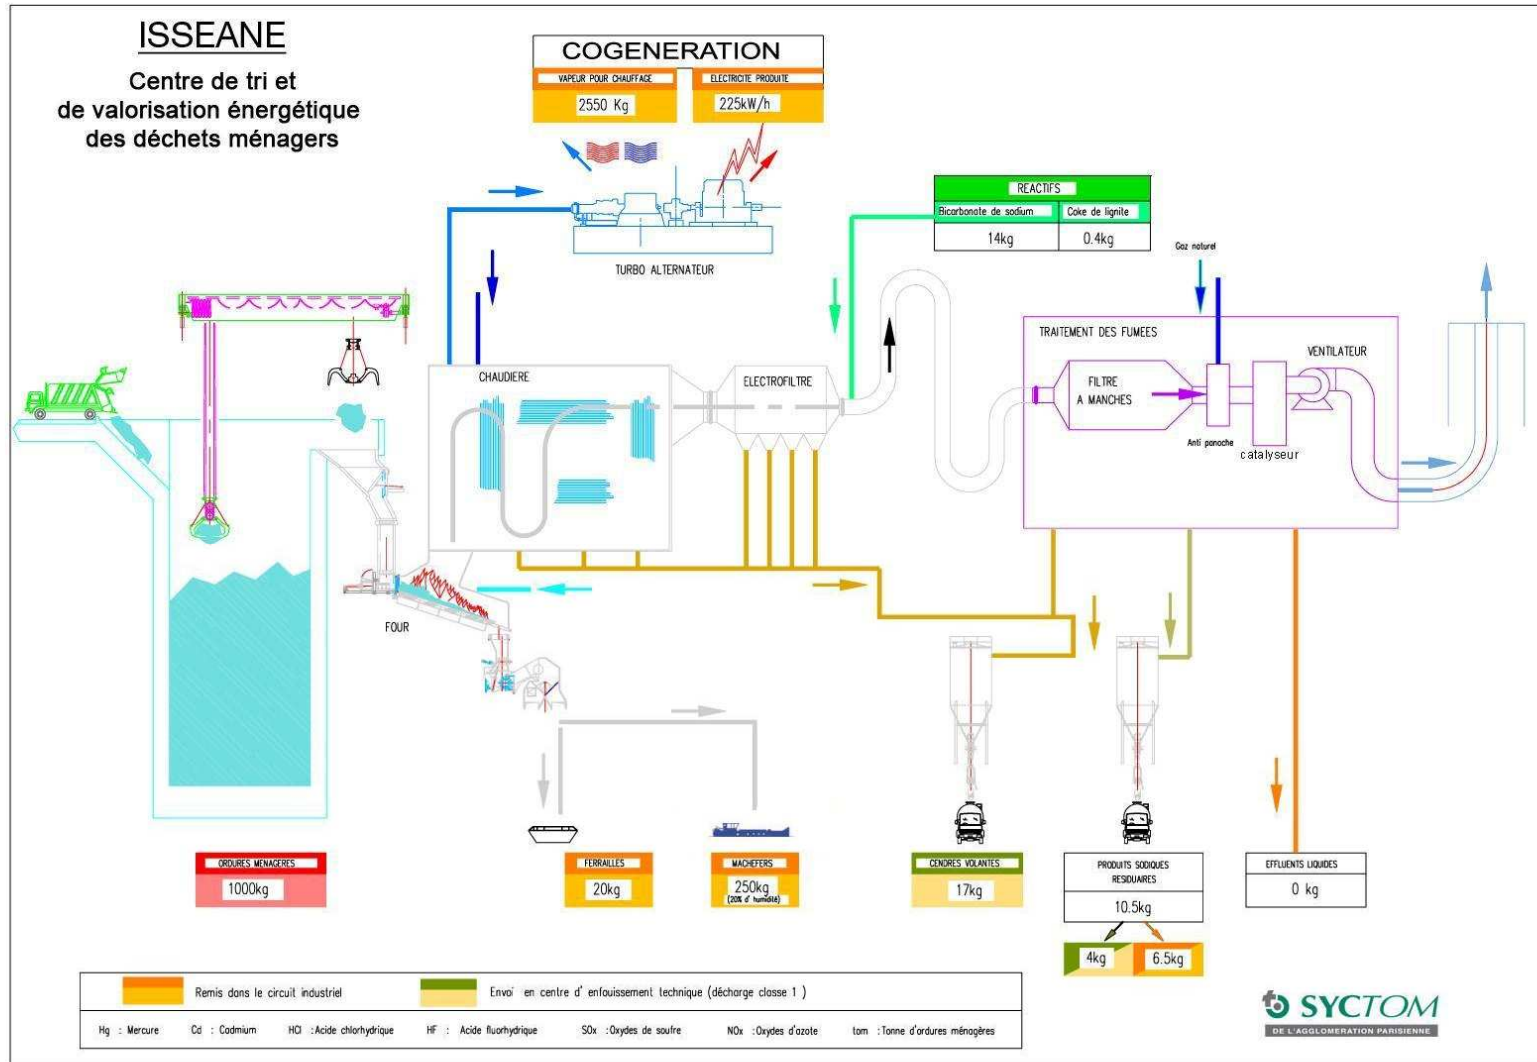 ISSEANE
Centre de tri et
de valorisation énergétique
des déchets ménagers
COGENERATION
VAPEUR POUR CHAUFFAGE
ELECTRICITE PRODUITE
2550 Kg
225kW/h
TURBO ALTERNATEUR
REACTIFS
Bicarbonate de sodium
Coke de lignite
14kg
0.4kg
Gaz naturel
CHAUDIERE
ELECTROFILTRE
TRAITEMENT DES FUMEES
FILTRE
A MANCHES
VENTILATEUR
Anti panache
catalyseur
FOUR
ORDURES MENAGERES
1000kg
FERRAILLES
20kg
MACHEFERS
250kg
(20% d' humidité)
CENDRES VOLANTES
17kg
PRODUITS SODIQUES
RESIDUAIRES
10.5kg
4kg
6.5kg
EFFLUENTS LIQUIDES
0 kg
Remis dans le circuit industriel
Envoi en centre d' enfouissement technique (décharge classe 1 )
Hg : Mercure
Cd : Cadmium
HCl : Acide chlorhydrique
HF : Acide fluorhydrique
SOx : Oxydes de soufre
NOx : Oxydes d'azote
tom : Tonne d'ordures ménagères
SYCTOM
DE L'AGGLOMERATION PARISIENNE